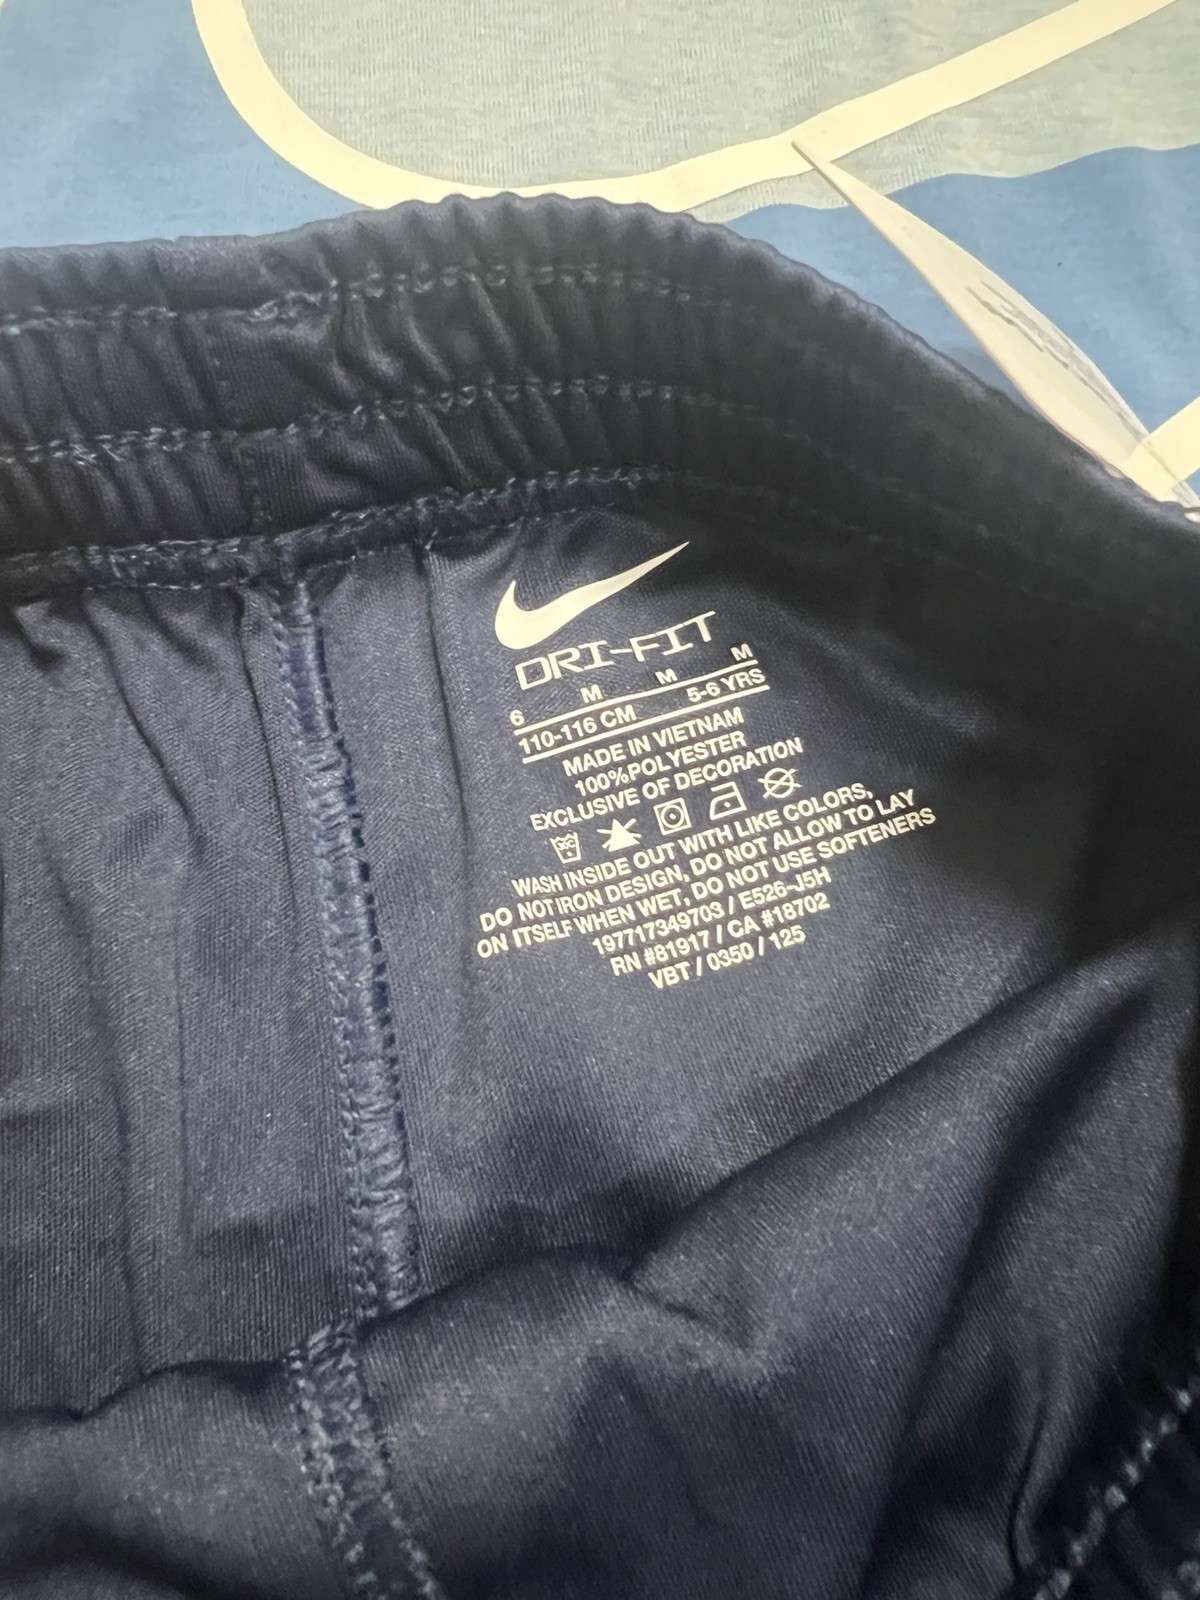 DRI-FIT
6 M M M
110-116 CM 5-6 YRS
MADE IN VIETNAM
100%POLYESTER
EXCLUSIVE OF DECORATION
WASH INSIDE OUT WITH LIKE COLORS,
DO NOT IRON DESIGN, DO NOT ALLOW TO LAY
ON ITSELF WHEN WET, DO NOT USE SOFTENERS
197717349703 / E526-J5H
RN #81917 / CA #18702
VBT / 0350 / 125